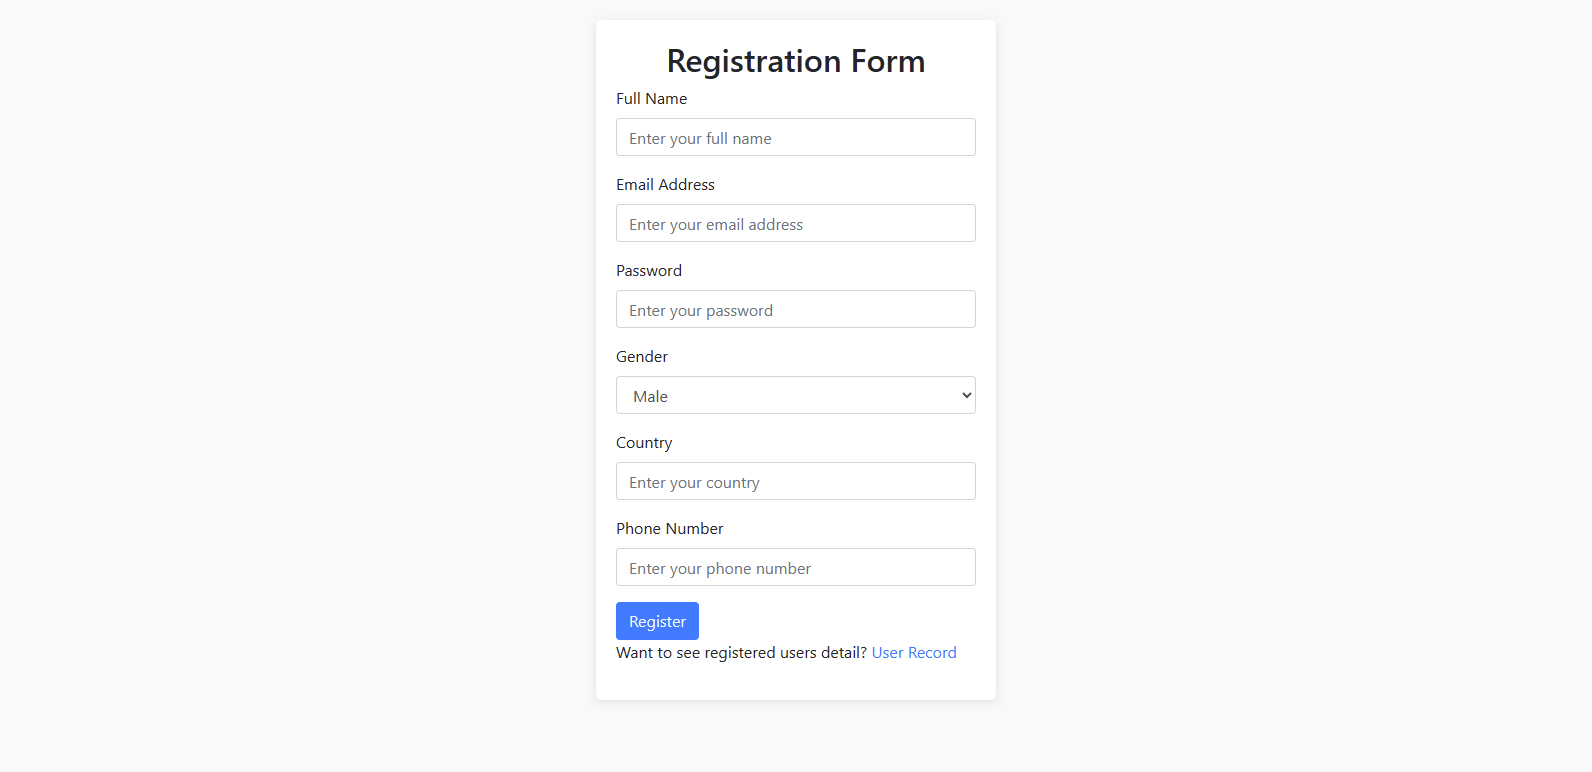 Registration Form
Full Name
Enter your full name
Email Address
Enter your email address
Password
Enter your password
Gender
Male
Country
Enter your country
Phone Number
Enter your phone number
Register
Want to see registered users detail? User Record